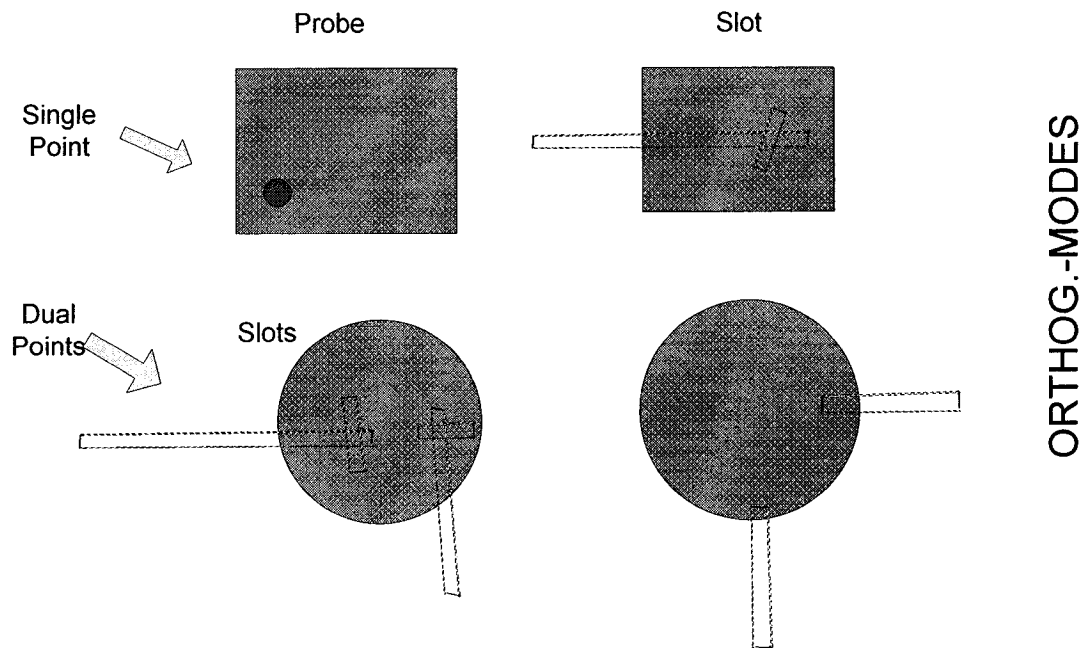 Probe
Slot
Single
Point
Dual
Points
Slots
ORTHOG.-MODES